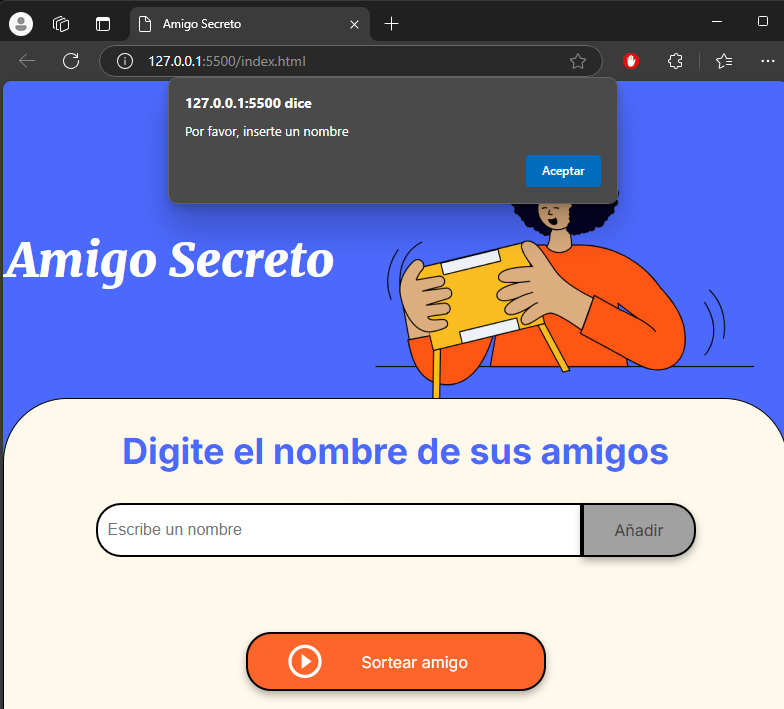 Amigo Secreto
127.0.0.1:5500/index.html
127.0.0.1:5500 dice
Por favor, inserte un nombre
Aceptar
Amigo Secreto
Digite el nombre de sus amigos
Escribe un nombre
Añadir
Sortear amigo